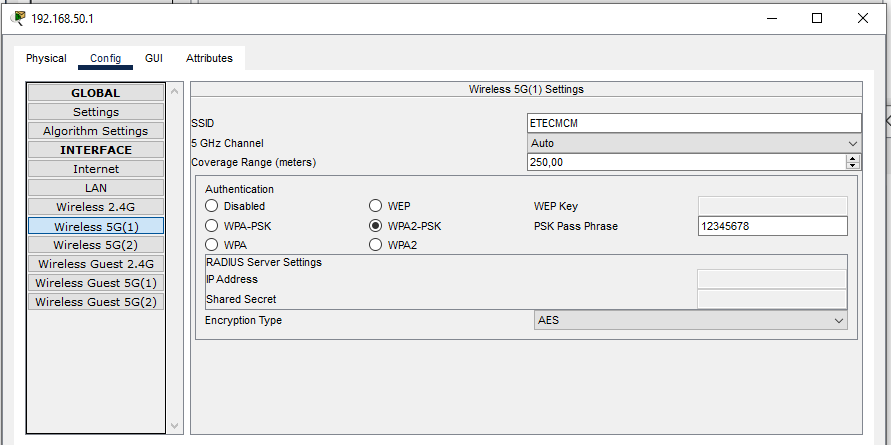 192.168.50.1
Physical Config GUI Attributes
GLOBAL
Settings
Algorithm Settings
INTERFACE
Internet
LAN
Wireless 2.4G
Wireless 5G(1)
Wireless 5G(2)
Wireless Guest 2.4G
Wireless Guest 5G(1)
Wireless Guest 5G(2)
Wireless 5G(1) Settings
SSID ETECMCM
5 GHz Channel Auto
Coverage Range (meters) 250,00
Authentication
Disabled WEP WEP Key
WPA-PSK WPA2-PSK PSK Pass Phrase 12345678
WPA WPA2
RADIUS Server Settings
IP Address
Shared Secret
Encryption Type AES